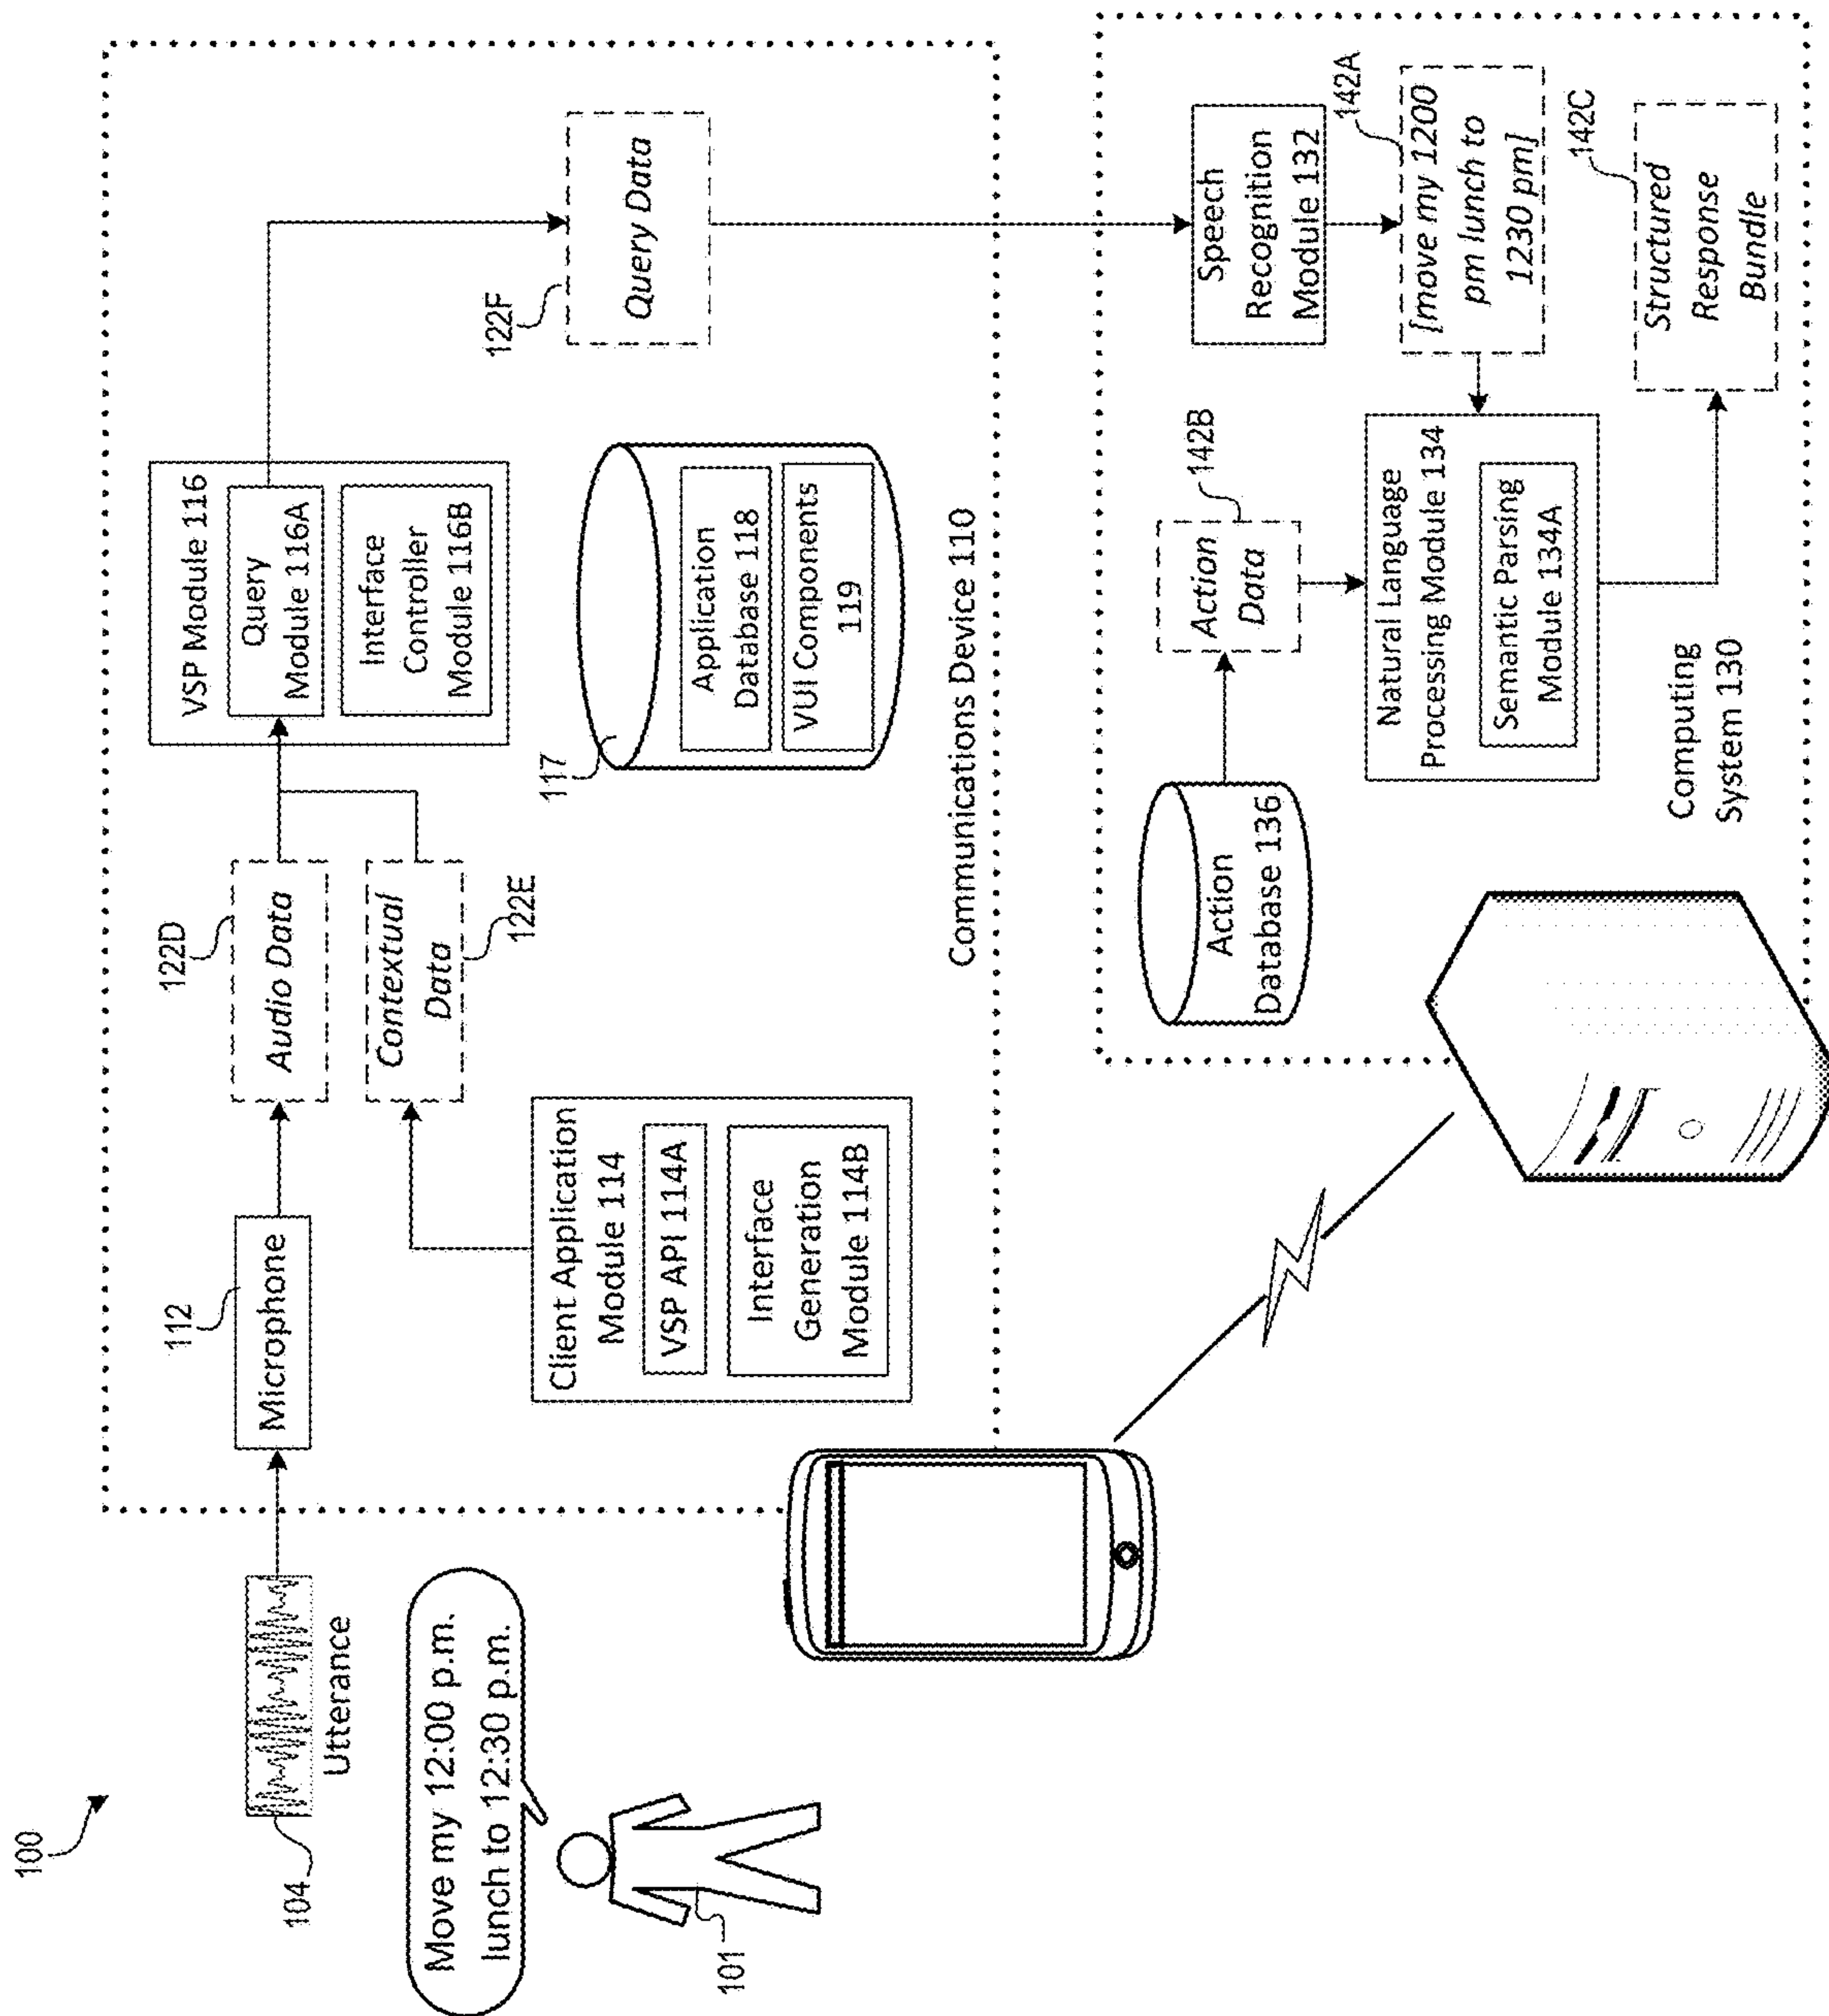 100
104
Utterance
Move my 12:00 p.m.
lunch to 12:30 p.m.
101
112
Microphone
122D
Audio Data
Contextual
Data
122E
Client Application
Module 114
VSP API 114A
Interface
Generation
Module 114B
VSP Module 116
Query
Module 116A
Interface
Controller
Module 116B
117
Application
Database 118
VUI Components
119
122F
Query Data
Communications Device 110
Action
Database 136
142B
Action
Data
Speech
Recognition
Module 132
142A
[move my 1200
pm lunch to
1230 pm]
Natural Language
Processing Module 134
Semantic Parsing
Module 134A
142C
Structured
Response
Bundle
Computing
System 130